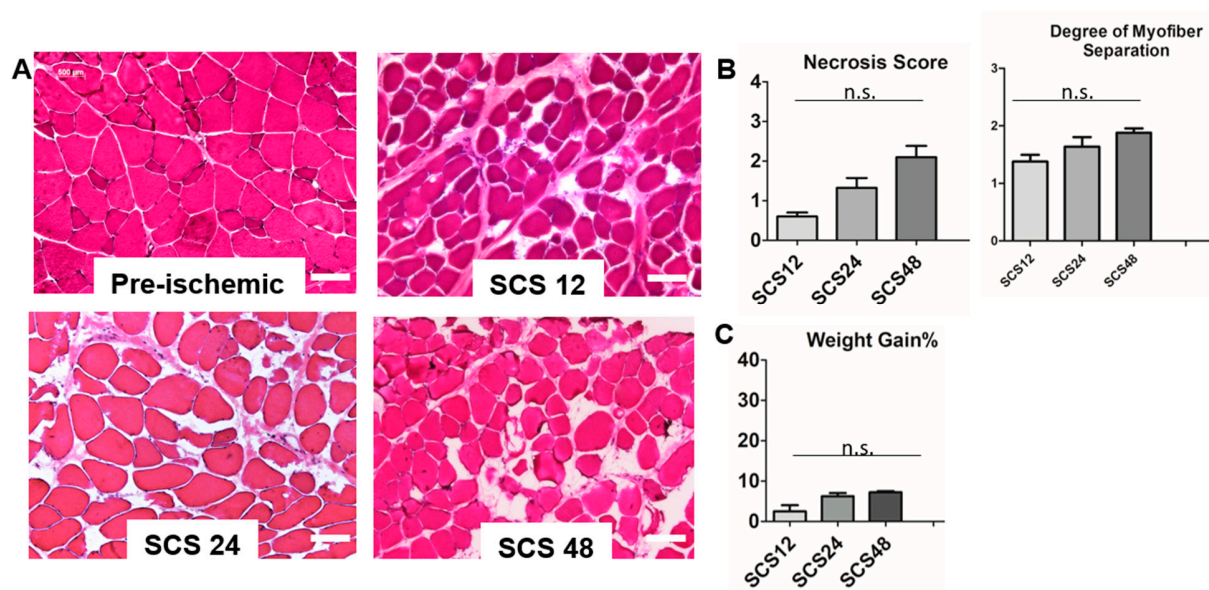 A
500 µm
Pre-ischemic
SCS 12
SCS 24
SCS 48
B
Necrosis Score
n.s.
4
3
2
1
0
SCS12
SCS24
SCS48
Degree of Myofiber
Separation
n.s.
3
2
1
0
SCS12
SCS24
SCS48
C
Weight Gain%
n.s.
40
30
20
10
0
SCS12
SCS24
SCS48